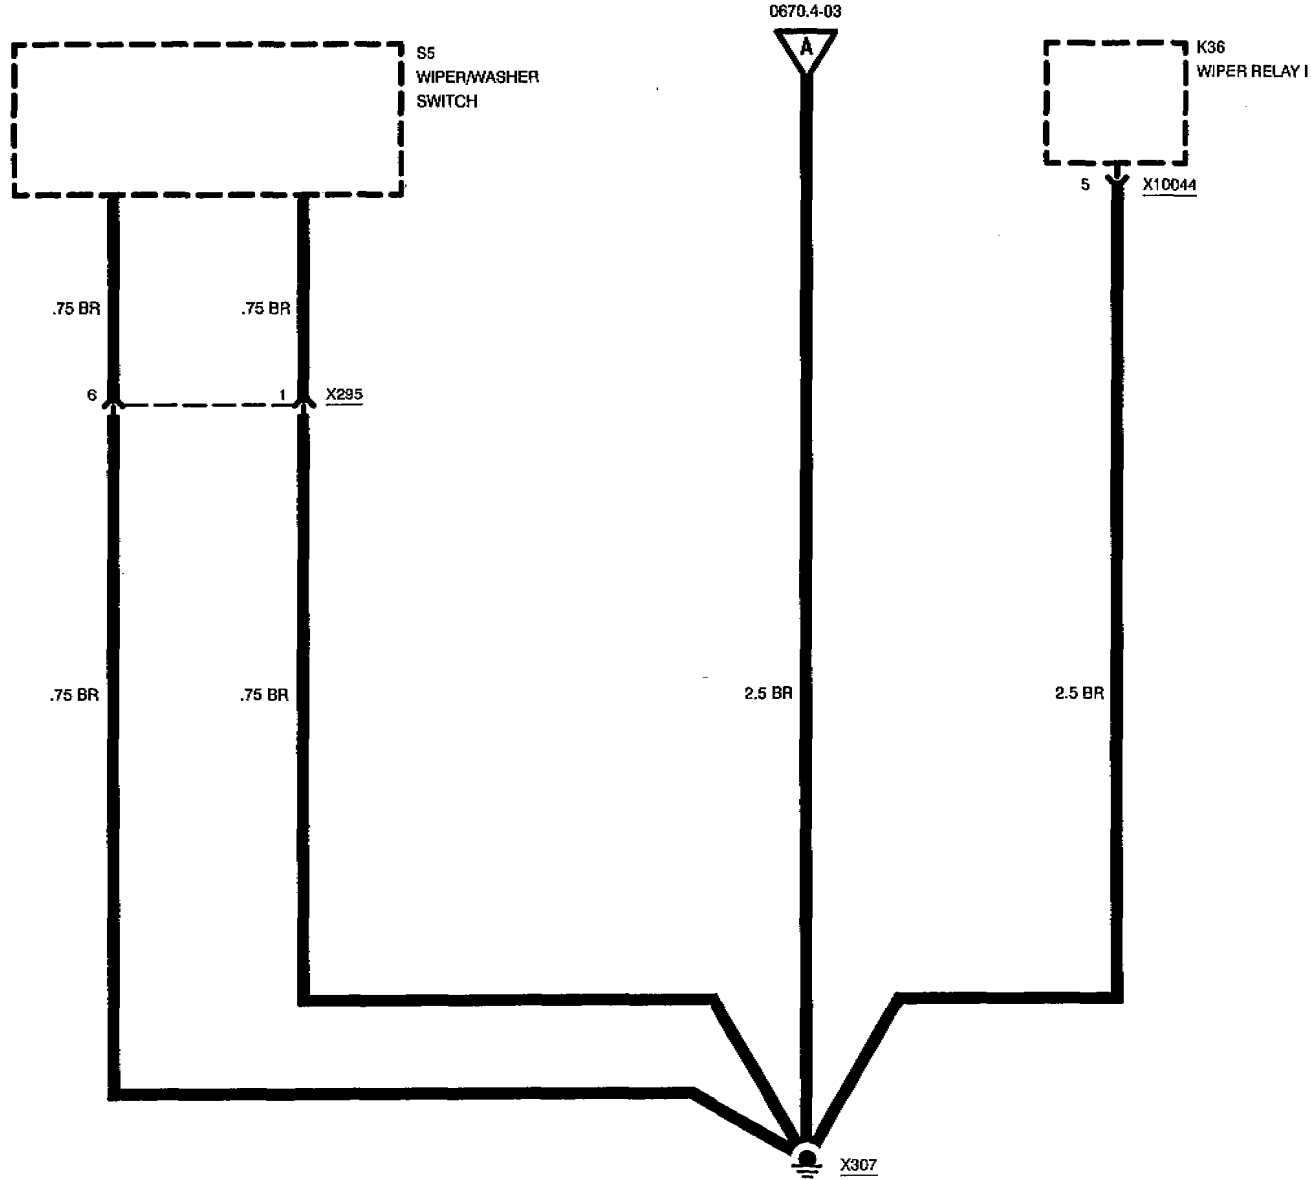 0670.4-03
A
S5
WIPER/WASHER
SWITCH
K36
WIPER RELAY I
5
X10044
.75 BR
.75 BR
6
1
X295
.75 BR
.75 BR
2.5 BR
2.5 BR
X307